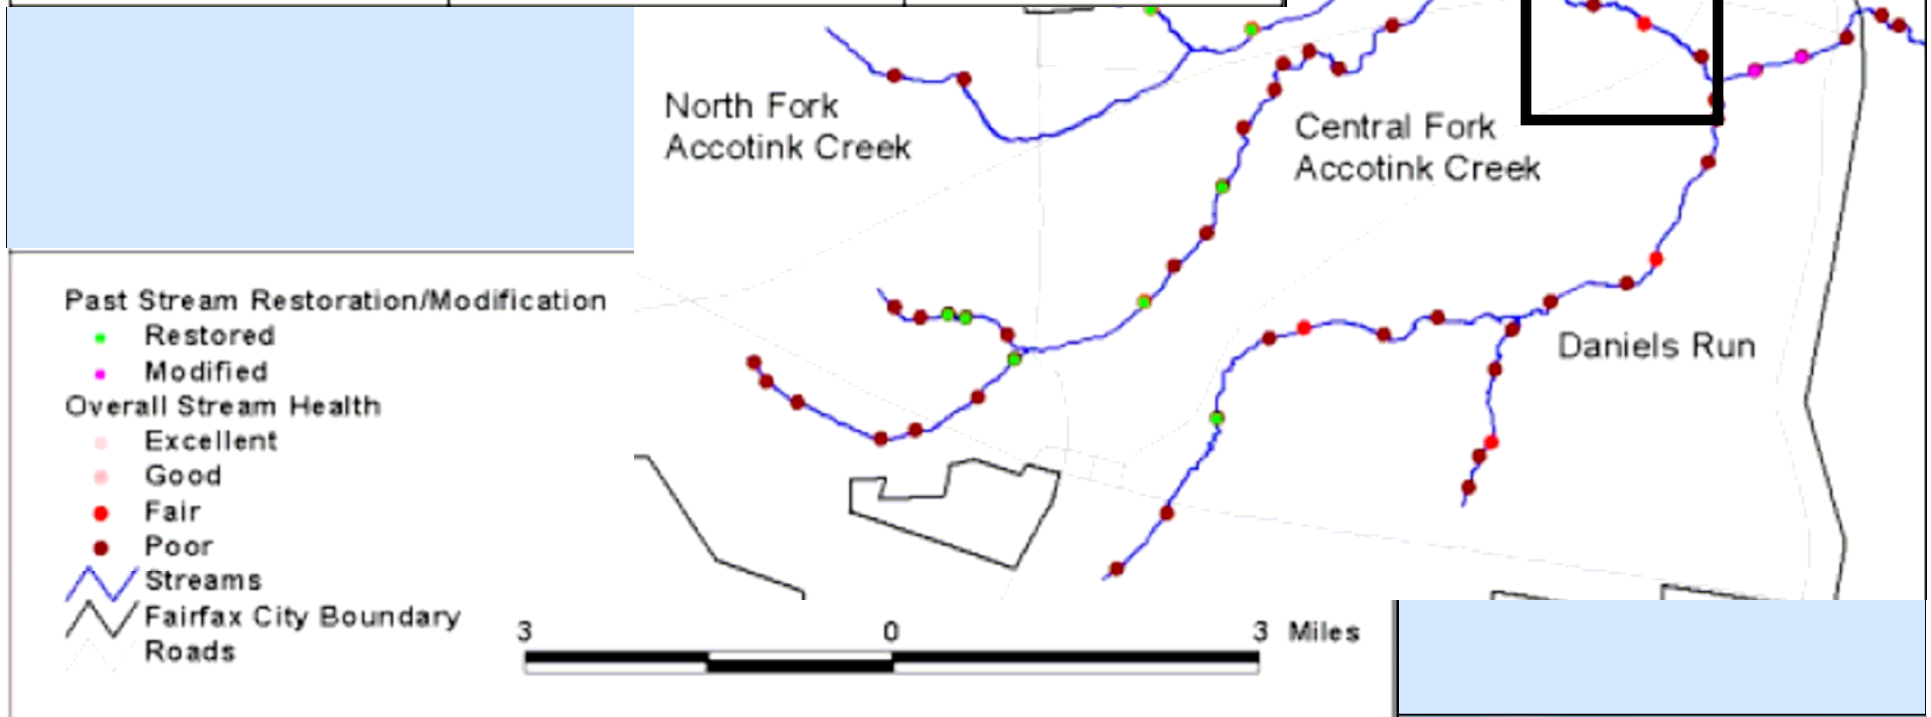 North Fork
Accotink Creek
Central Fork
Accotink Creek
Daniels Run
Past Stream Restoration/Modification
Restored
Modified
Overall Stream Health
Excellent
Good
Fair
Poor
Streams
Fairfax City Boundary
Roads
3 0 3 Miles